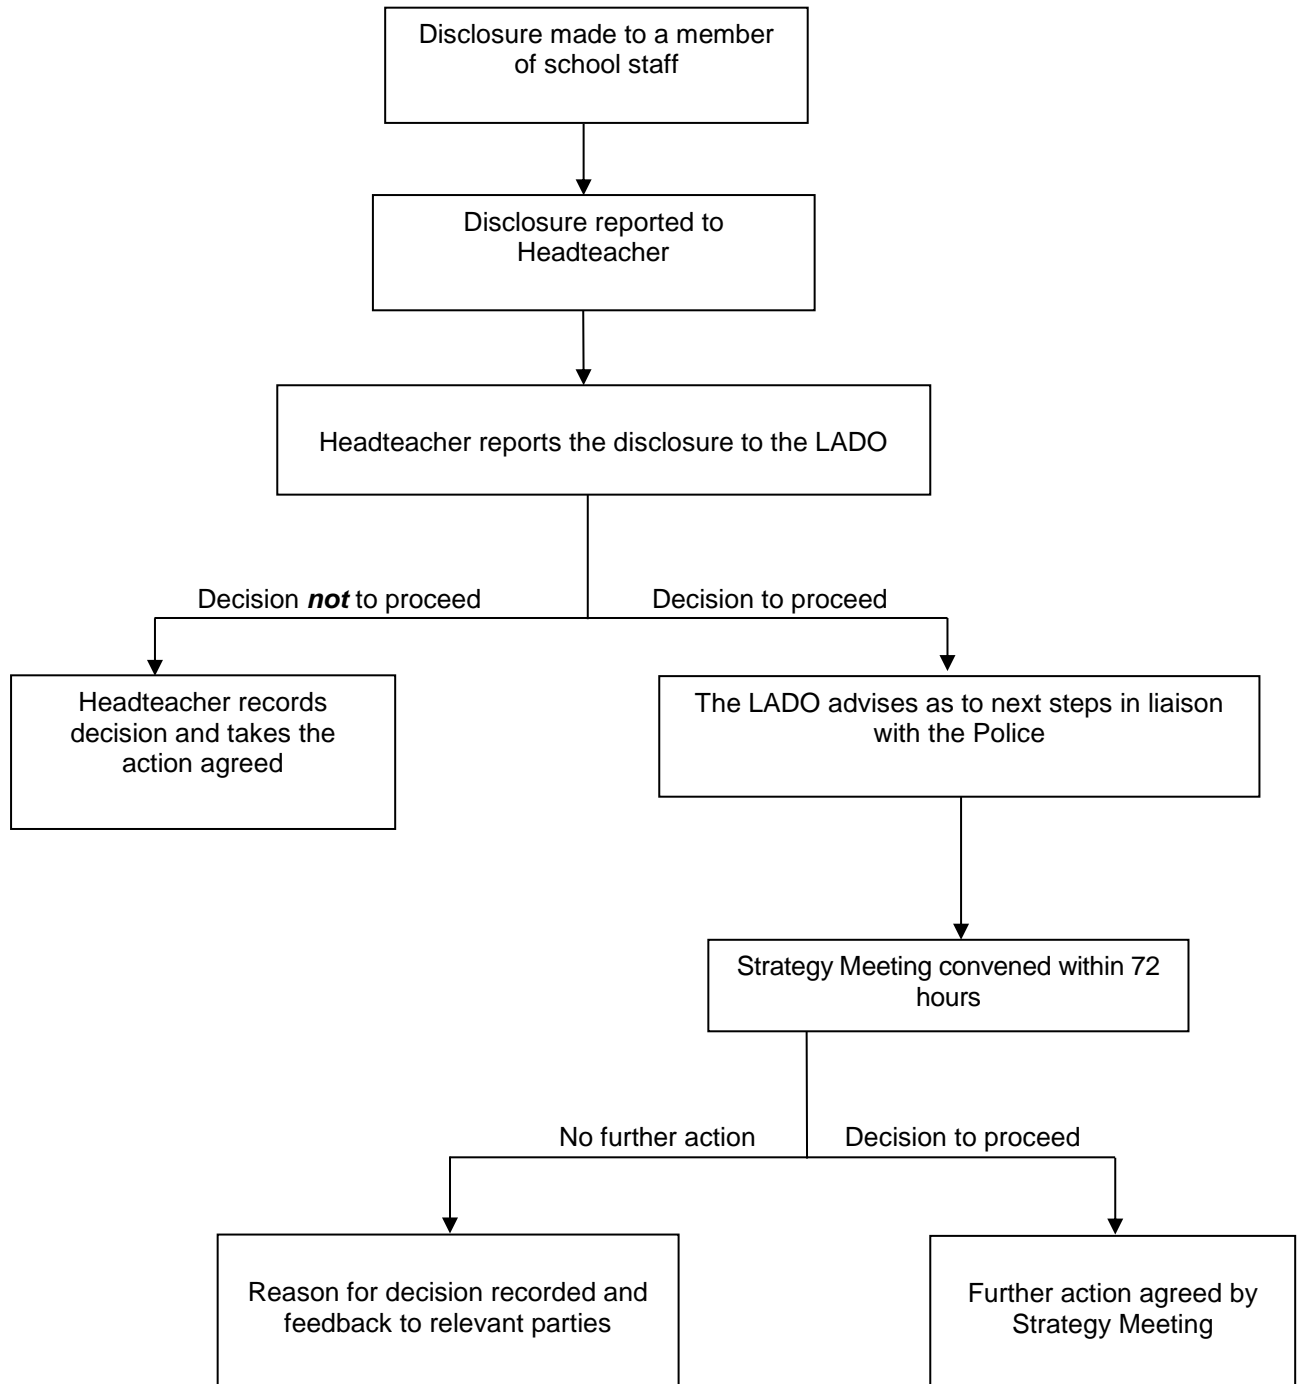 Disclosure made to a member
of school staff
Disclosure reported to
Headteacher
Headteacher reports the disclosure to the LADO
Decision not to proceed
Decision to proceed
Headteacher records
decision and takes the
action agreed
The LADO advises as to next steps in liaison
with the Police
Strategy Meeting convened within 72
hours
No further action
Decision to proceed
Reason for decision recorded and
feedback to relevant parties
Further action agreed by
Strategy Meeting